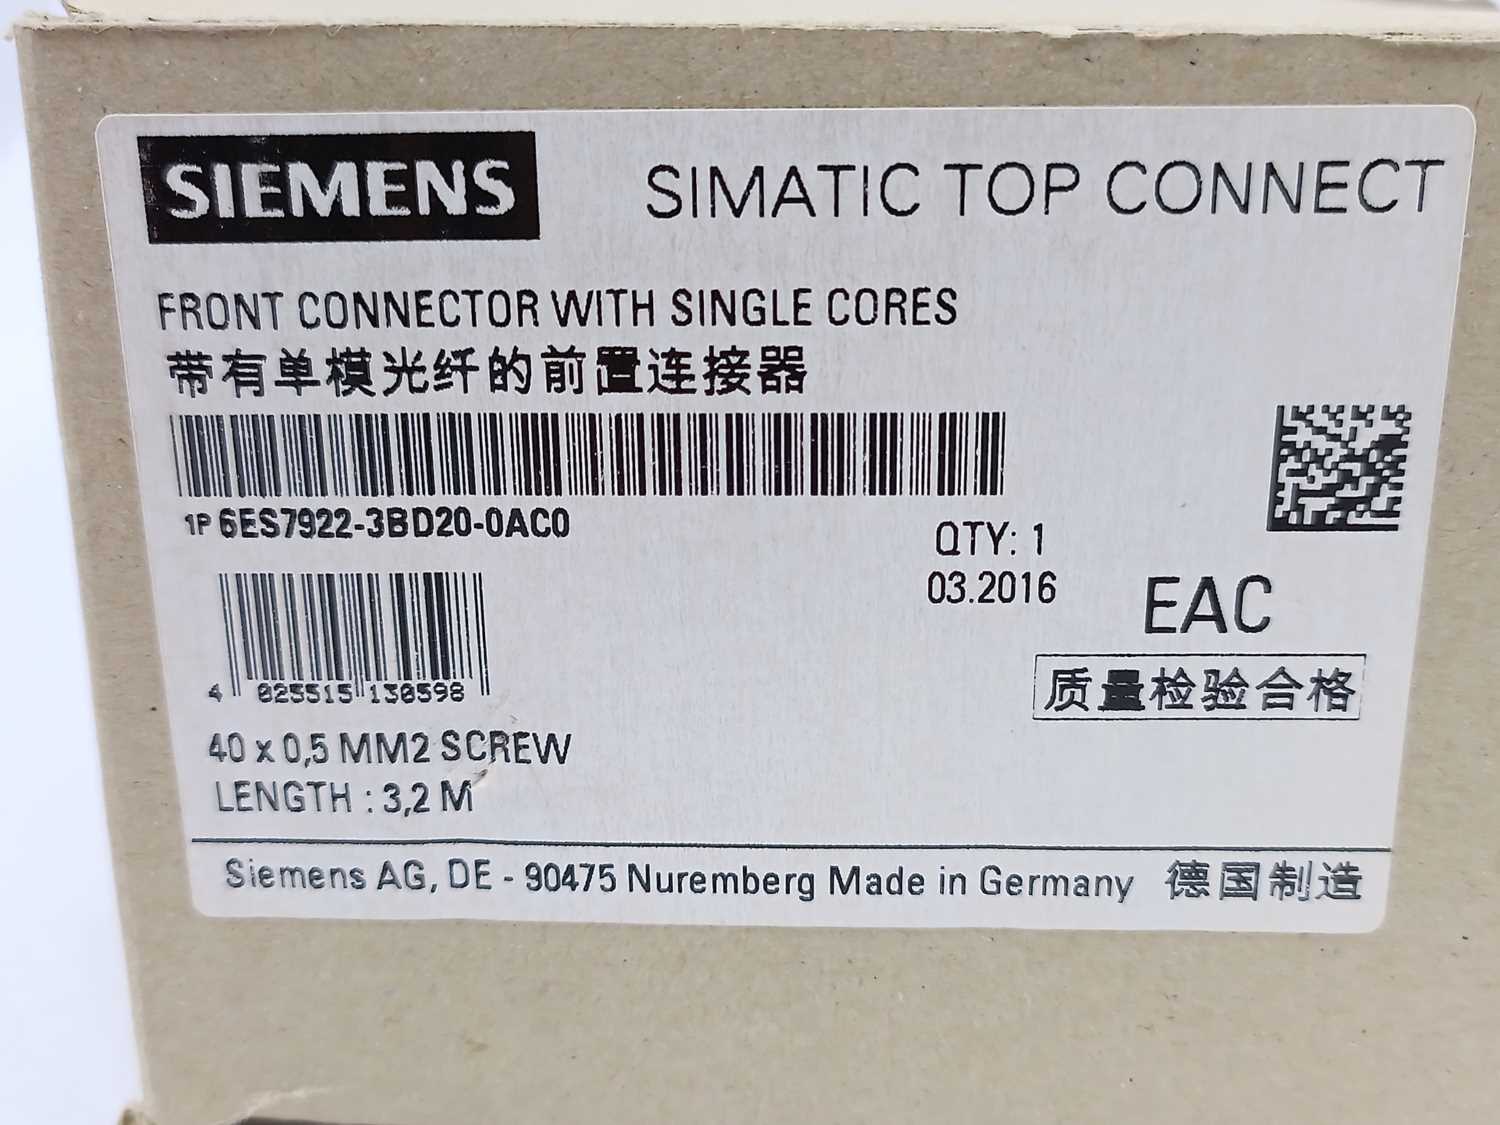 SIEMENS SIMATIC TOP CONNECT
FRONT CONNECTOR WITH SINGLE CORES
带有单模光纤的前置连接器
1P 6ES7922-3BD20-0AC0
QTY: 1
03.2016
EAC
质量检验合格
4 025515 130598
40 x 0,5 MM2 SCREW
LENGTH : 3,2 M
Siemens AG, DE - 90475 Nuremberg Made in Germany 德国制造